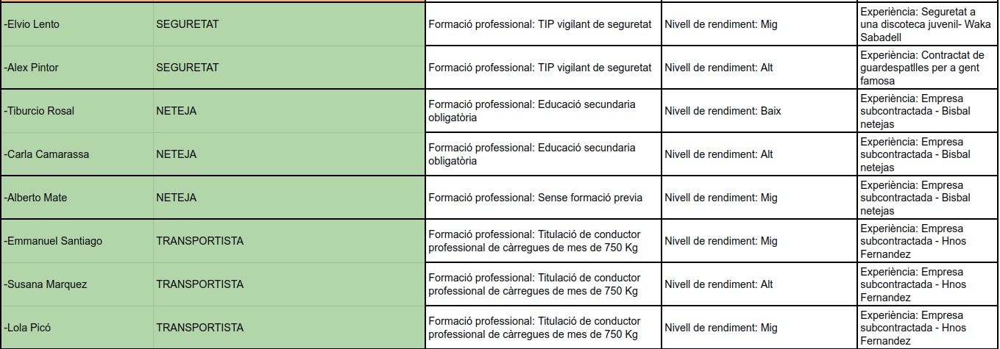 -Elvio Lento SEGURETAT Formació professional: TIP vigilant de seguretat Nivell de rendiment: Mig Experiència: Seguretat a
una discoteca juvenil- Waka
Sabadell
-Alex Pintor SEGURETAT Formació professional: TIP vigilant de seguretat Nivell de rendiment: Alt Experiència: Contractat de
guardespatlles per a gent
famosa
-Tiburcio Rosal NETEJA Formació professional: Educació secundaria
obligatòria Nivell de rendiment: Baix Experiència: Empresa
subcontractada - Bisbal
netejas
-Carla Camarassa NETEJA Formació professional: Educació secundaria
obligatòria Nivell de rendiment: Alt Experiència: Empresa
subcontractada - Bisbal
netejas
-Alberto Mate NETEJA Formació professional: Sense formació previa Nivell de rendiment: Mig Experiència: Empresa
subcontractada - Bisbal
netejas
-Emmanuel Santiago TRANSPORTISTA Formació professional: Titulació de conductor
professional de càrregues de mes de 750 Kg Nivell de rendiment: Mig Experiència: Empresa
subcontractada - Hnos
Fernandez
-Susana Marquez TRANSPORTISTA Formació professional: Titulació de conductor
professional de càrregues de mes de 750 Kg Nivell de rendiment: Alt Experiència: Empresa
subcontractada - Hnos
Fernandez
-Lola Picó TRANSPORTISTA Formació professional: Titulació de conductor
professional de càrregues de mes de 750 Kg Nivell de rendiment: Mig Experiència: Empresa
subcontractada - Hnos
Fernandez